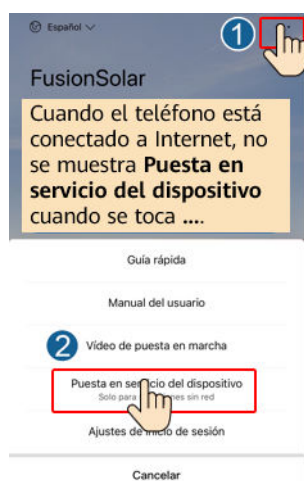 Español
1
FusionSolar
Cuando el teléfono está
conectado a Internet, no
se muestra Puesta en
servicio del dispositivo
cuando se toca ....
Guía rápida
Manual del usuario
2 Vídeo de puesta en marcha
Puesta en servicio del dispositivo
Solo para sin red
Ajustes de inicio de sesión
Cancelar